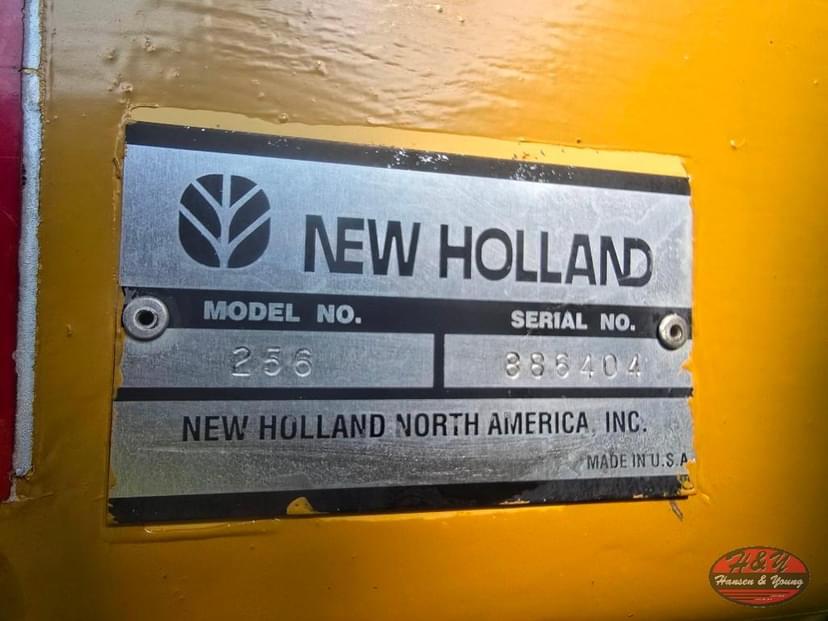 NEW HOLLAND
MODEL NO. SERIAL NO.
256 886404
NEW HOLLAND NORTH AMERICA, INC.
MADE IN U.S.A
H&Y
Hansen & Young